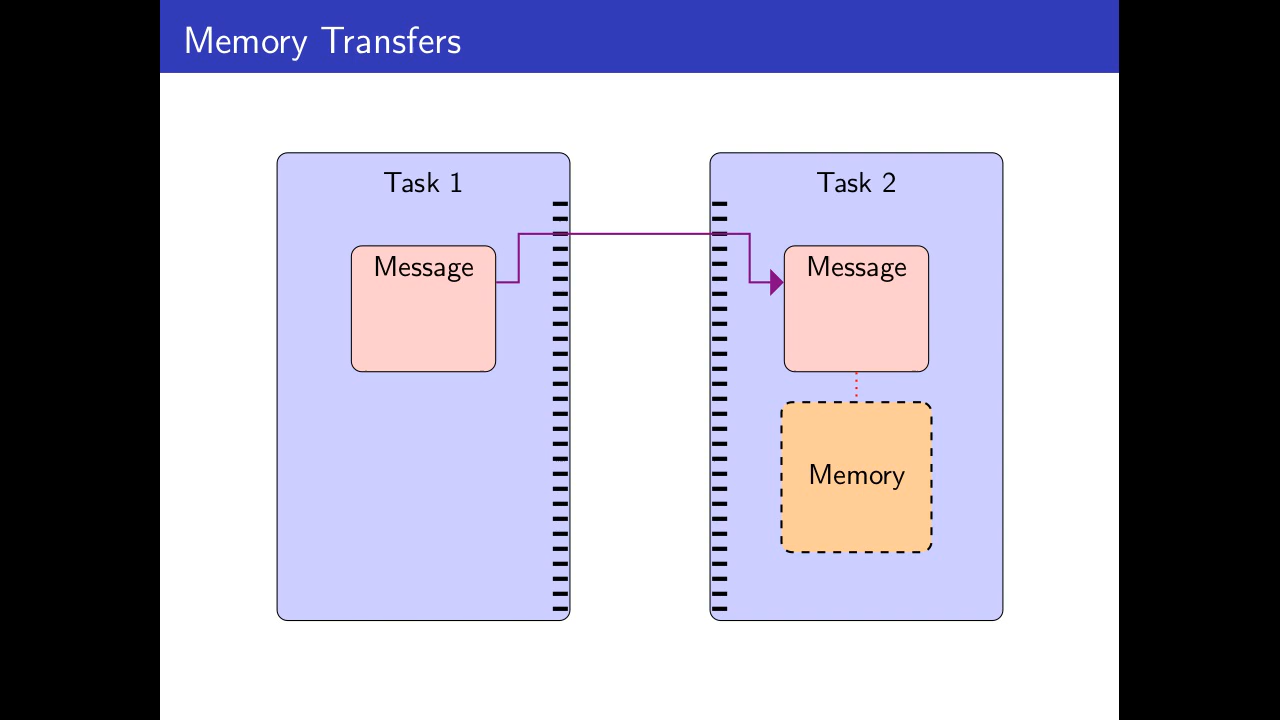 Memory Transfers
Task 1
Task 2
Message
Message
Memory